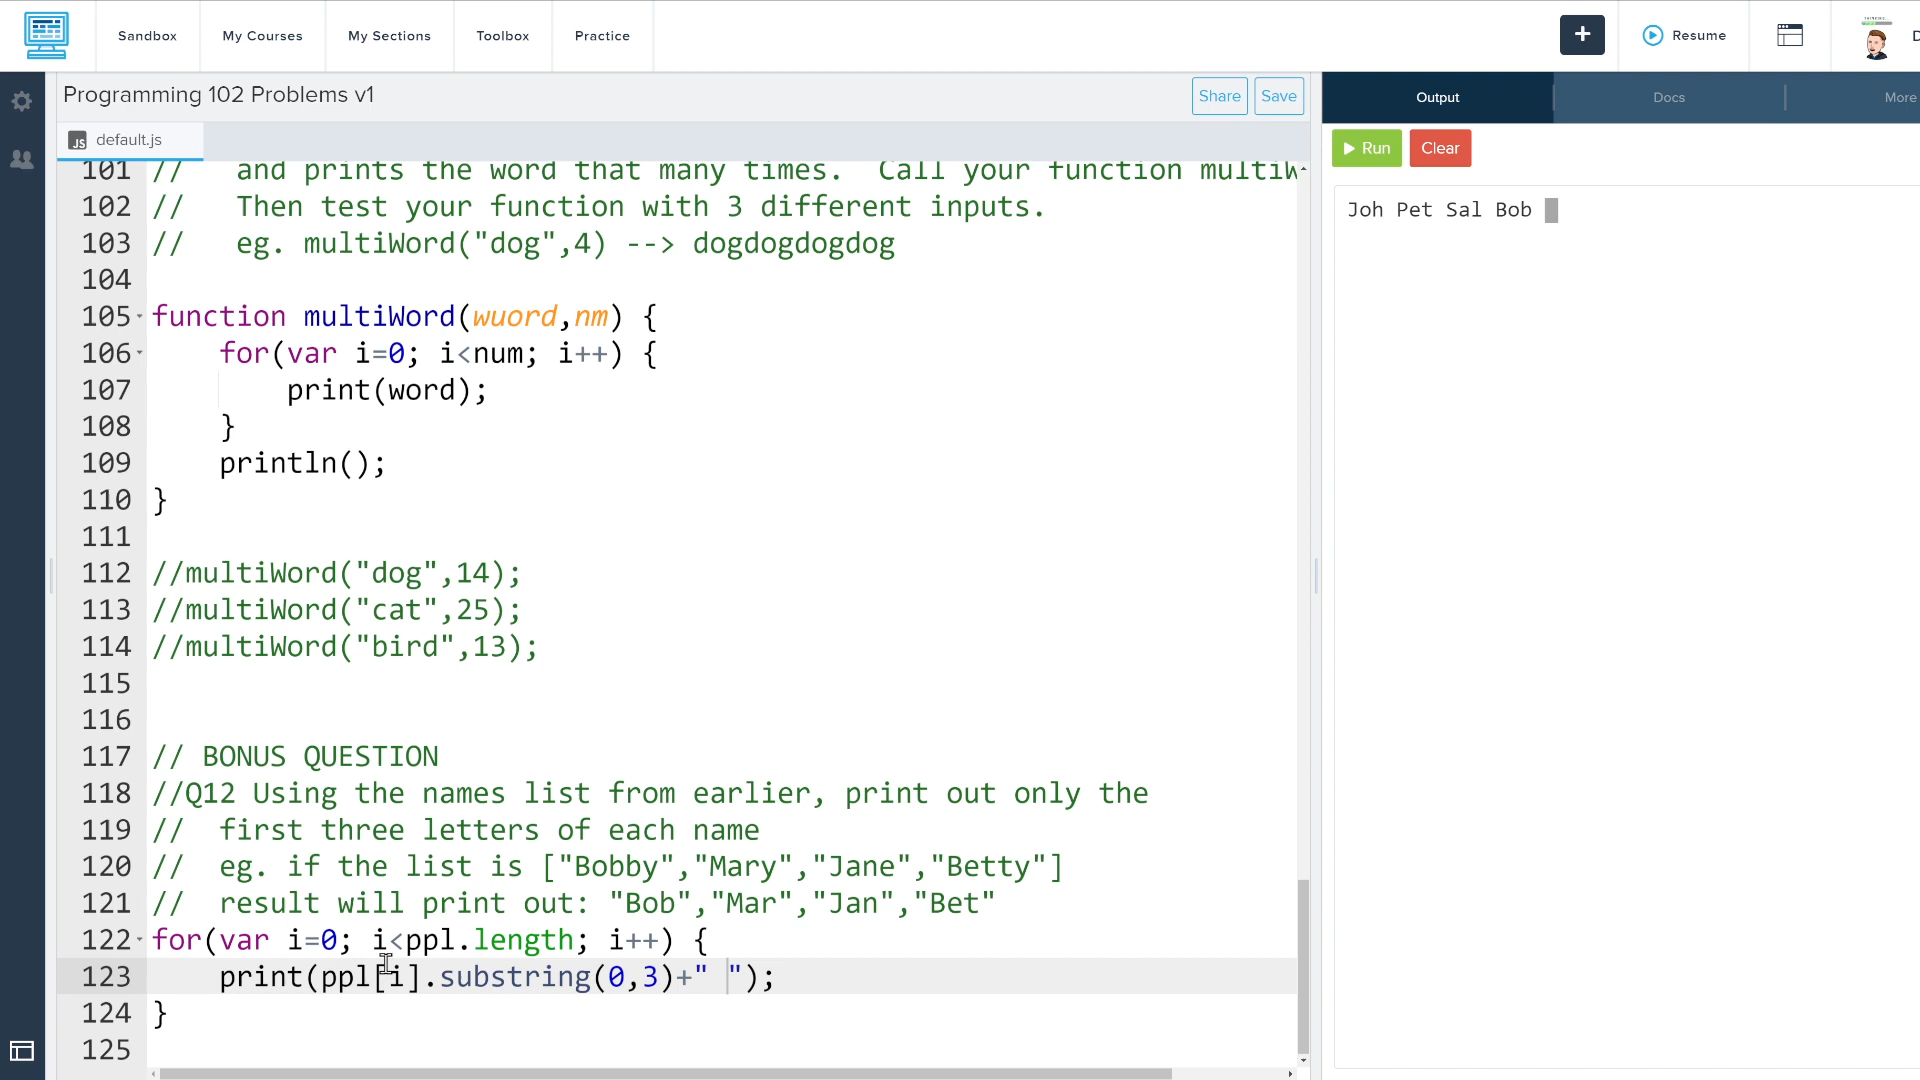 Sandbox My Courses My Sections Toolbox Practice + Resume D
Programming 102 Problems v1 Share Save Output Docs More
JS default.js
Run Clear
101 // and prints the word that many times. Call your function multiW
102 // Then test your function with 3 different inputs.
103 // eg. multiWord("dog",4) --> dogdogdogdog
104
105 function multiWord(wuord,nm) {
106 for(var i=0; i<num; i++) {
107 print(word);
108 }
109 println();
110 }
111
112 //multiWord("dog",14);
113 //multiWord("cat",25);
114 //multiWord("bird",13);
115
116
117 // BONUS QUESTION
118 //Q12 Using the names list from earlier, print out only the
119 // first three letters of each name
120 // eg. if the list is ["Bobby","Mary","Jane","Betty"]
121 // result will print out: "Bob","Mar","Jan","Bet"
122 for(var i=0; i<ppl.length; i++) {
123 print(ppl[i].substring(0,3)+" ");
124 }
125
Joh Pet Sal Bob